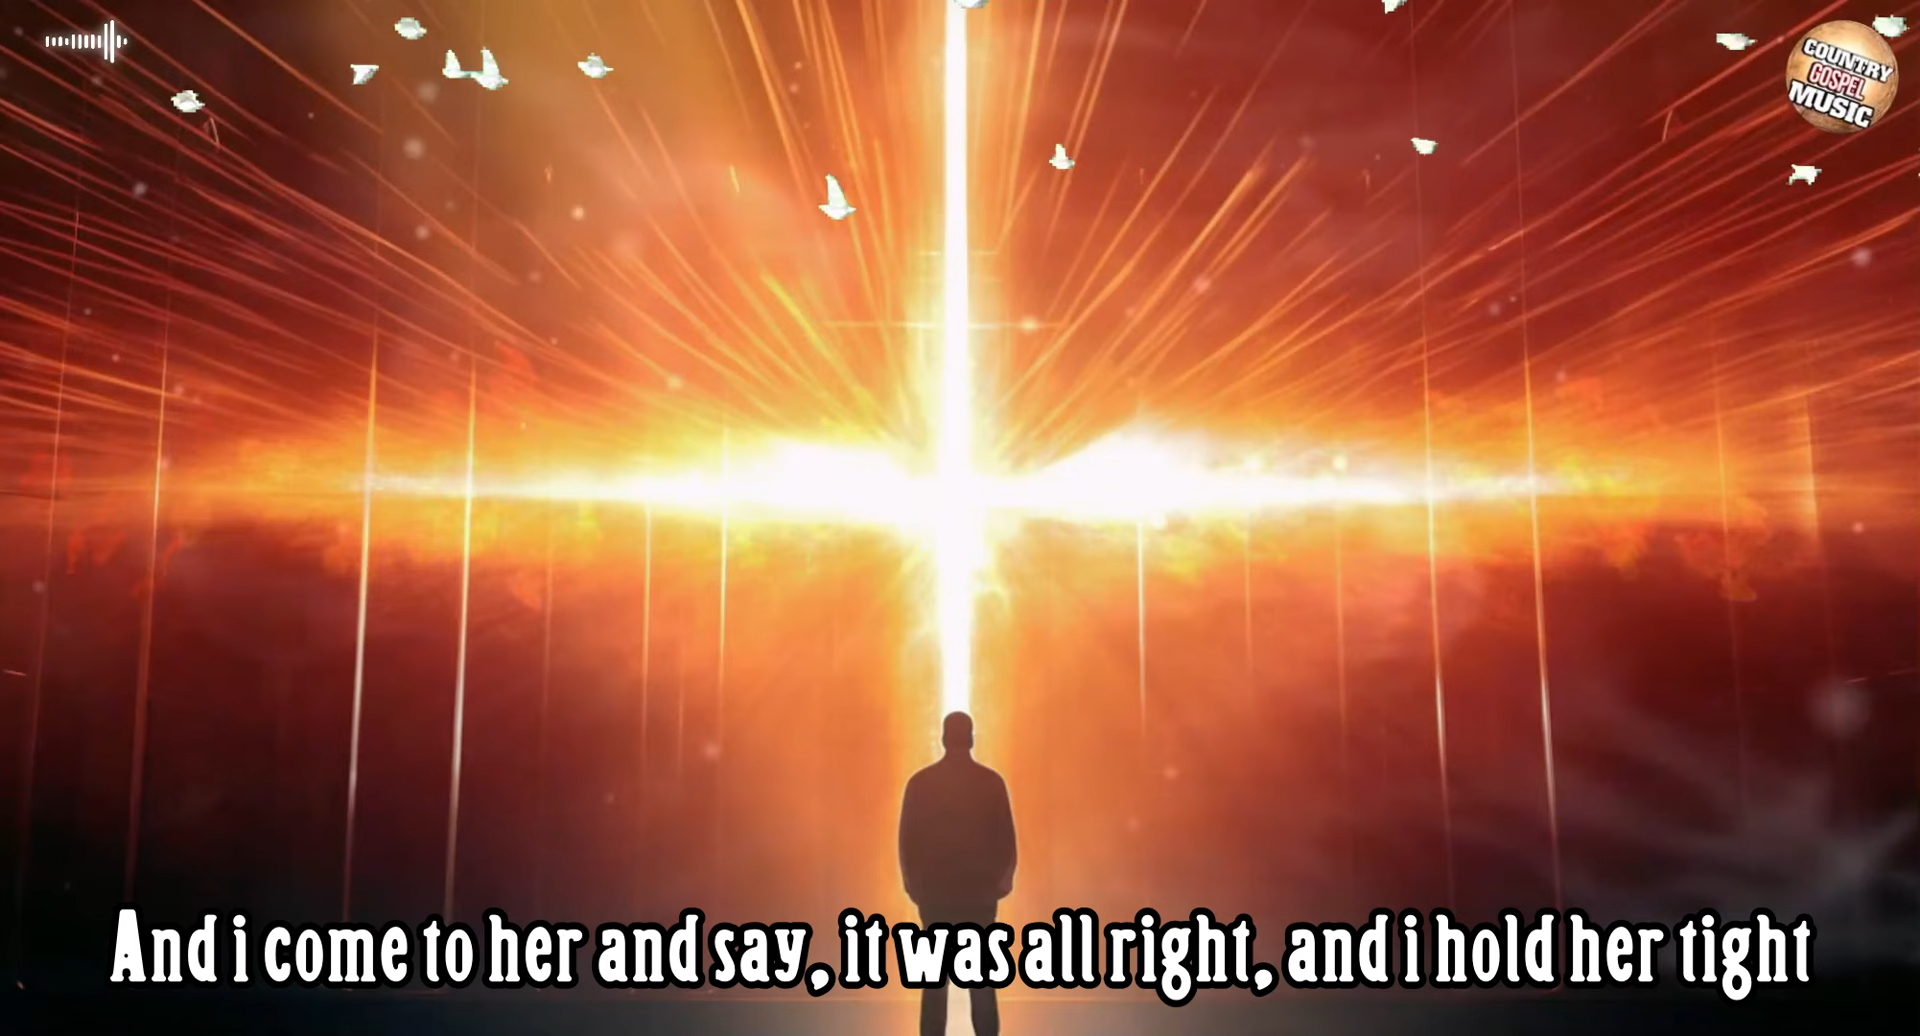 COUNTRY
GOSPEL
MUSIC
And i come to her and say, it was all right, and i hold her tight